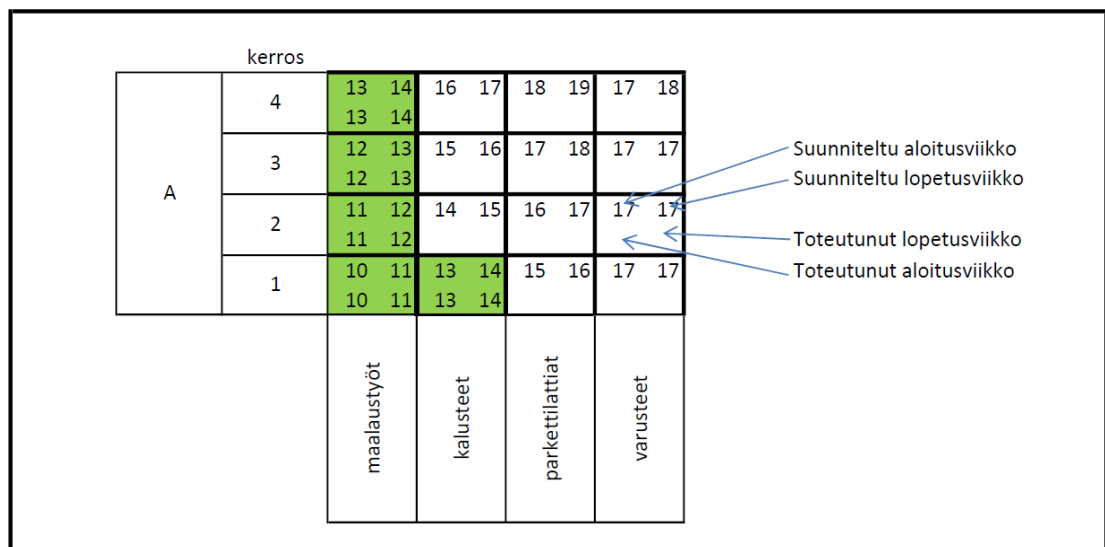 kerros
A
4 13 14 16 17 18 19 17 18
13 14
3 12 13 15 16 17 18 17 17
12 13
2 11 12 14 15 16 17 17 17
11 12
1 10 11 13 14 15 16 17 17
10 11 13 14
Suunniteltu aloitusviikko
Suunniteltu lopetusviikko
Toteutunut lopetusviikko
Toteutunut aloitusviikko
maalaustyöt
kalusteet
parkettilattiat
varusteet